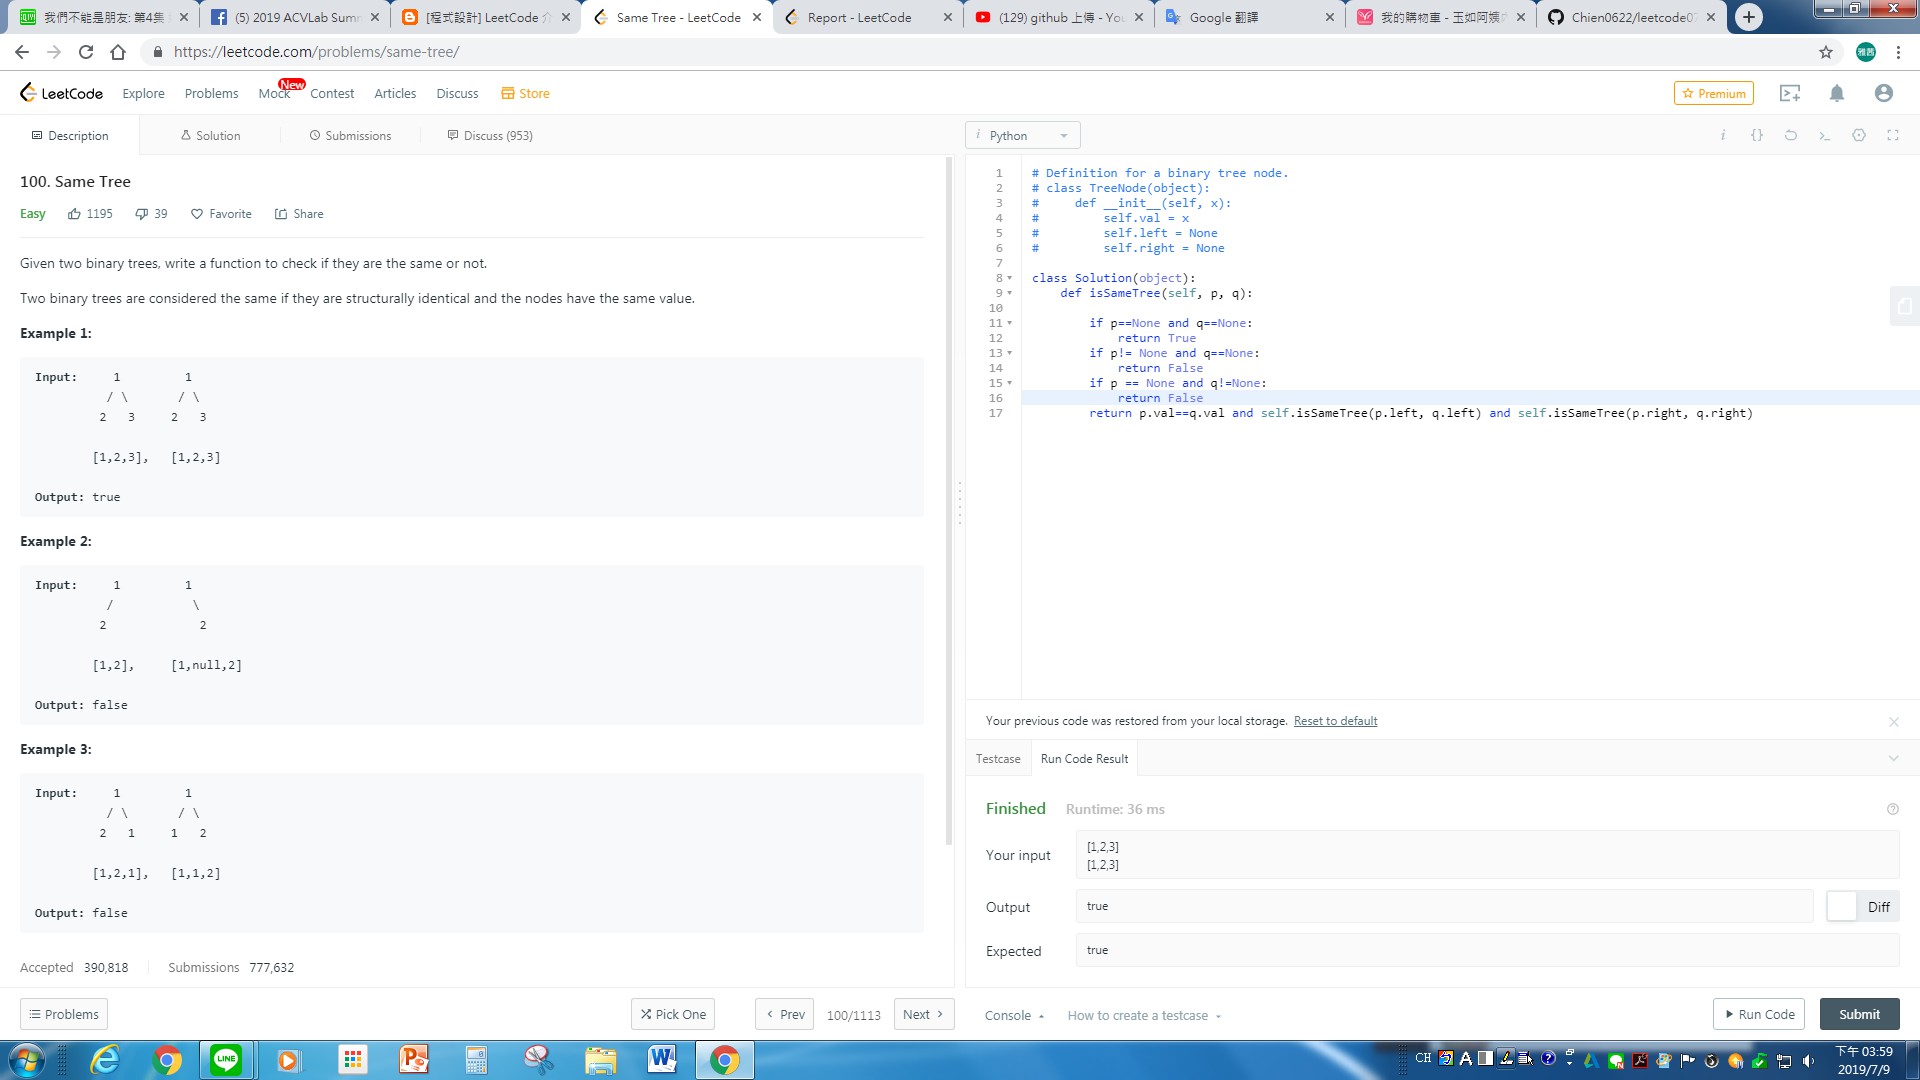 我們不能是朋友: 第4集
(5) 2019 ACVLab Summ
[程式設計] LeetCode 介
Same Tree - LeetCode
Report - LeetCode
(129) github 上傳 - You
Google 翻譯
我的購物車 - 玉如阿姨
Chien0622/leetcode07
https://leetcode.com/problems/same-tree/
LeetCode
Explore
Problems
Mock
New
Contest
Articles
Discuss
Store
Premium
Description
Solution
Submissions
Discuss (953)
i Python
100. Same Tree
Easy
1195
39
Favorite
Share
Given two binary trees, write a function to check if they are the same or not.
Two binary trees are considered the same if they are structurally identical and the nodes have the same value.
Example 1:
Input:     1         1
          / \       / \
         2   3     2   3
        [1,2,3],   [1,2,3]
Output: true
Example 2:
Input:     1         1
          /           \
         2             2
        [1,2],     [1,null,2]
Output: false
Example 3:
Input:     1         1
          / \       / \
         2   1     1   2
        [1,2,1],   [1,1,2]
Output: false
Accepted 390,818
Submissions 777,632
Problems
Pick One
Prev
100/1113
Next
1 # Definition for a binary tree node.
2 # class TreeNode(object):
3 #     def __init__(self, x):
4 #         self.val = x
5 #         self.left = None
6 #         self.right = None
7
8 class Solution(object):
9     def isSameTree(self, p, q):
10
11         if p==None and q==None:
12             return True
13         if p!= None and q==None:
14             return False
15         if p == None and q!=None:
16             return False
17         return p.val==q.val and self.isSameTree(p.left, q.left) and self.isSameTree(p.right, q.right)
Your previous code was restored from your local storage. Reset to default
Testcase
Run Code Result
Finished
Runtime: 36 ms
Your input
[1,2,3]
[1,2,3]
Output
true
Diff
Expected
true
Console
How to create a testcase
Run Code
Submit
LINE
CH
下午 03:59
2019/7/9